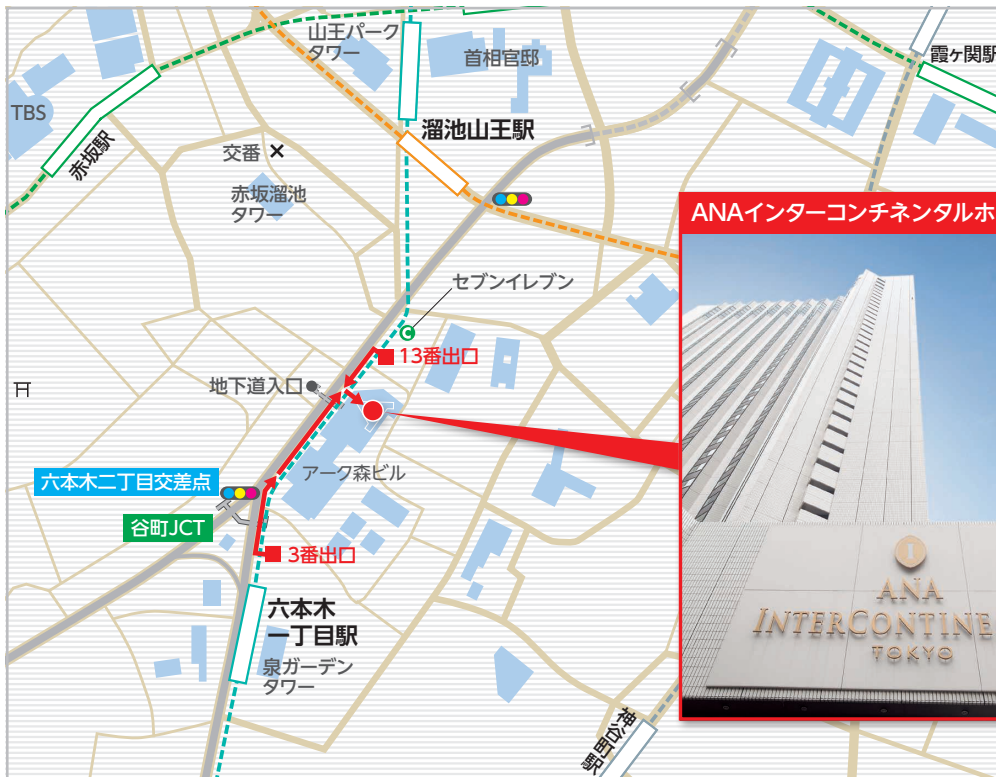 山王パーク
タワー
首相官邸
霞ヶ関駅
TBS
赤坂駅
溜池山王駅
交番
赤坂溜池
タワー
ANAインターコンチネンタルホ
セブンイレブン
C
13番出口
地下道入口
アーク森ビル
六本木二丁目交差点
谷町JCT
3番出口
六本木
一丁目駅
泉ガーデン
タワー
神谷町駅
ANA
INTERCONTINE
TOKYO